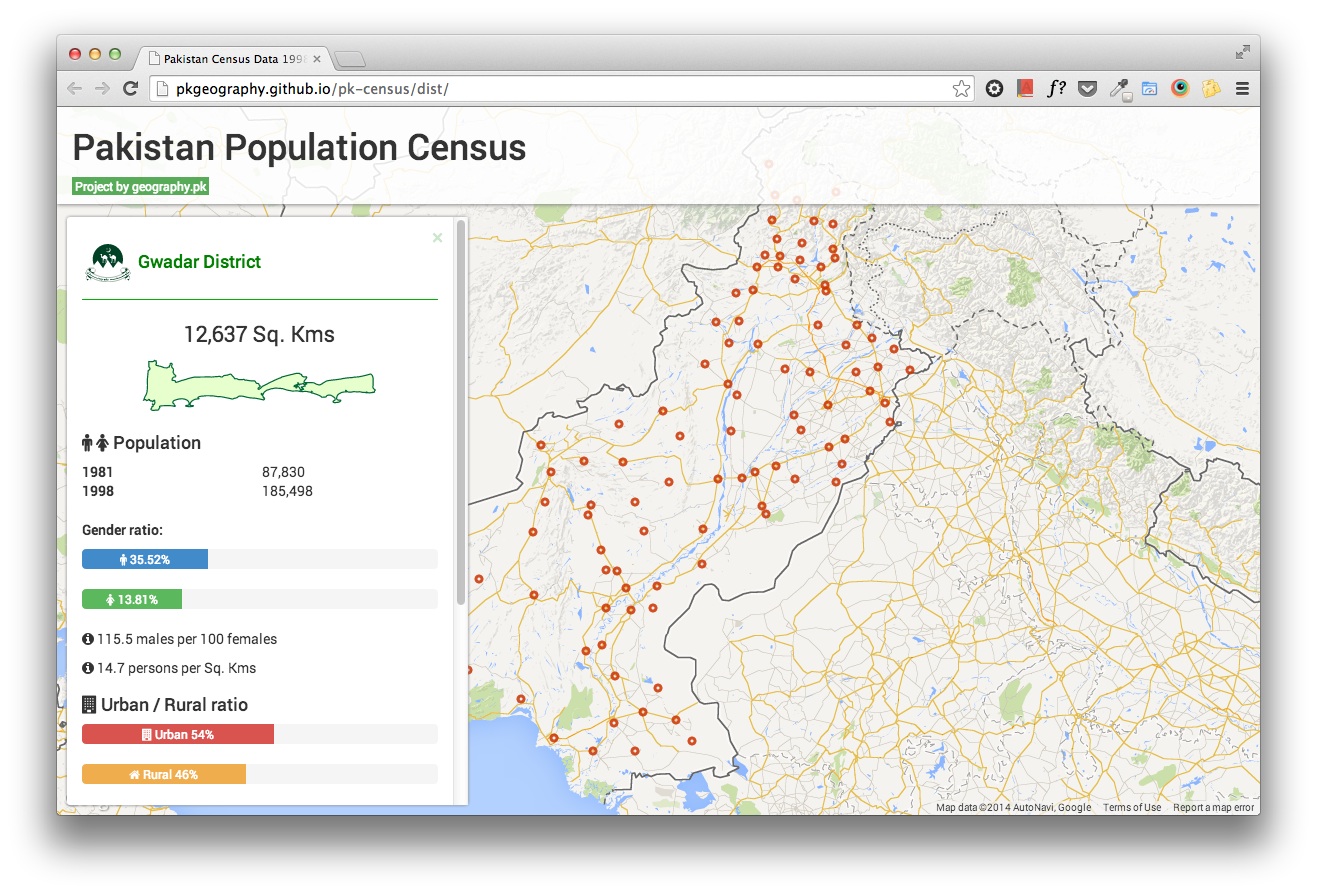 Pakistan Census Data 199
pkgeography.github.io/pk-census/dist/
f?
Pakistan Population Census
Project by geography.pk
Gwadar District
12,637 Sq. Kms
Population
1981 87,830
1998 185,498
Gender ratio:
35.52%
13.81%
115.5 males per 100 females
14.7 persons per Sq. Kms
Urban / Rural ratio
Urban 54%
Rural 46%
Map data ©2014 AutoNavi, Google Terms of Use Report a map error